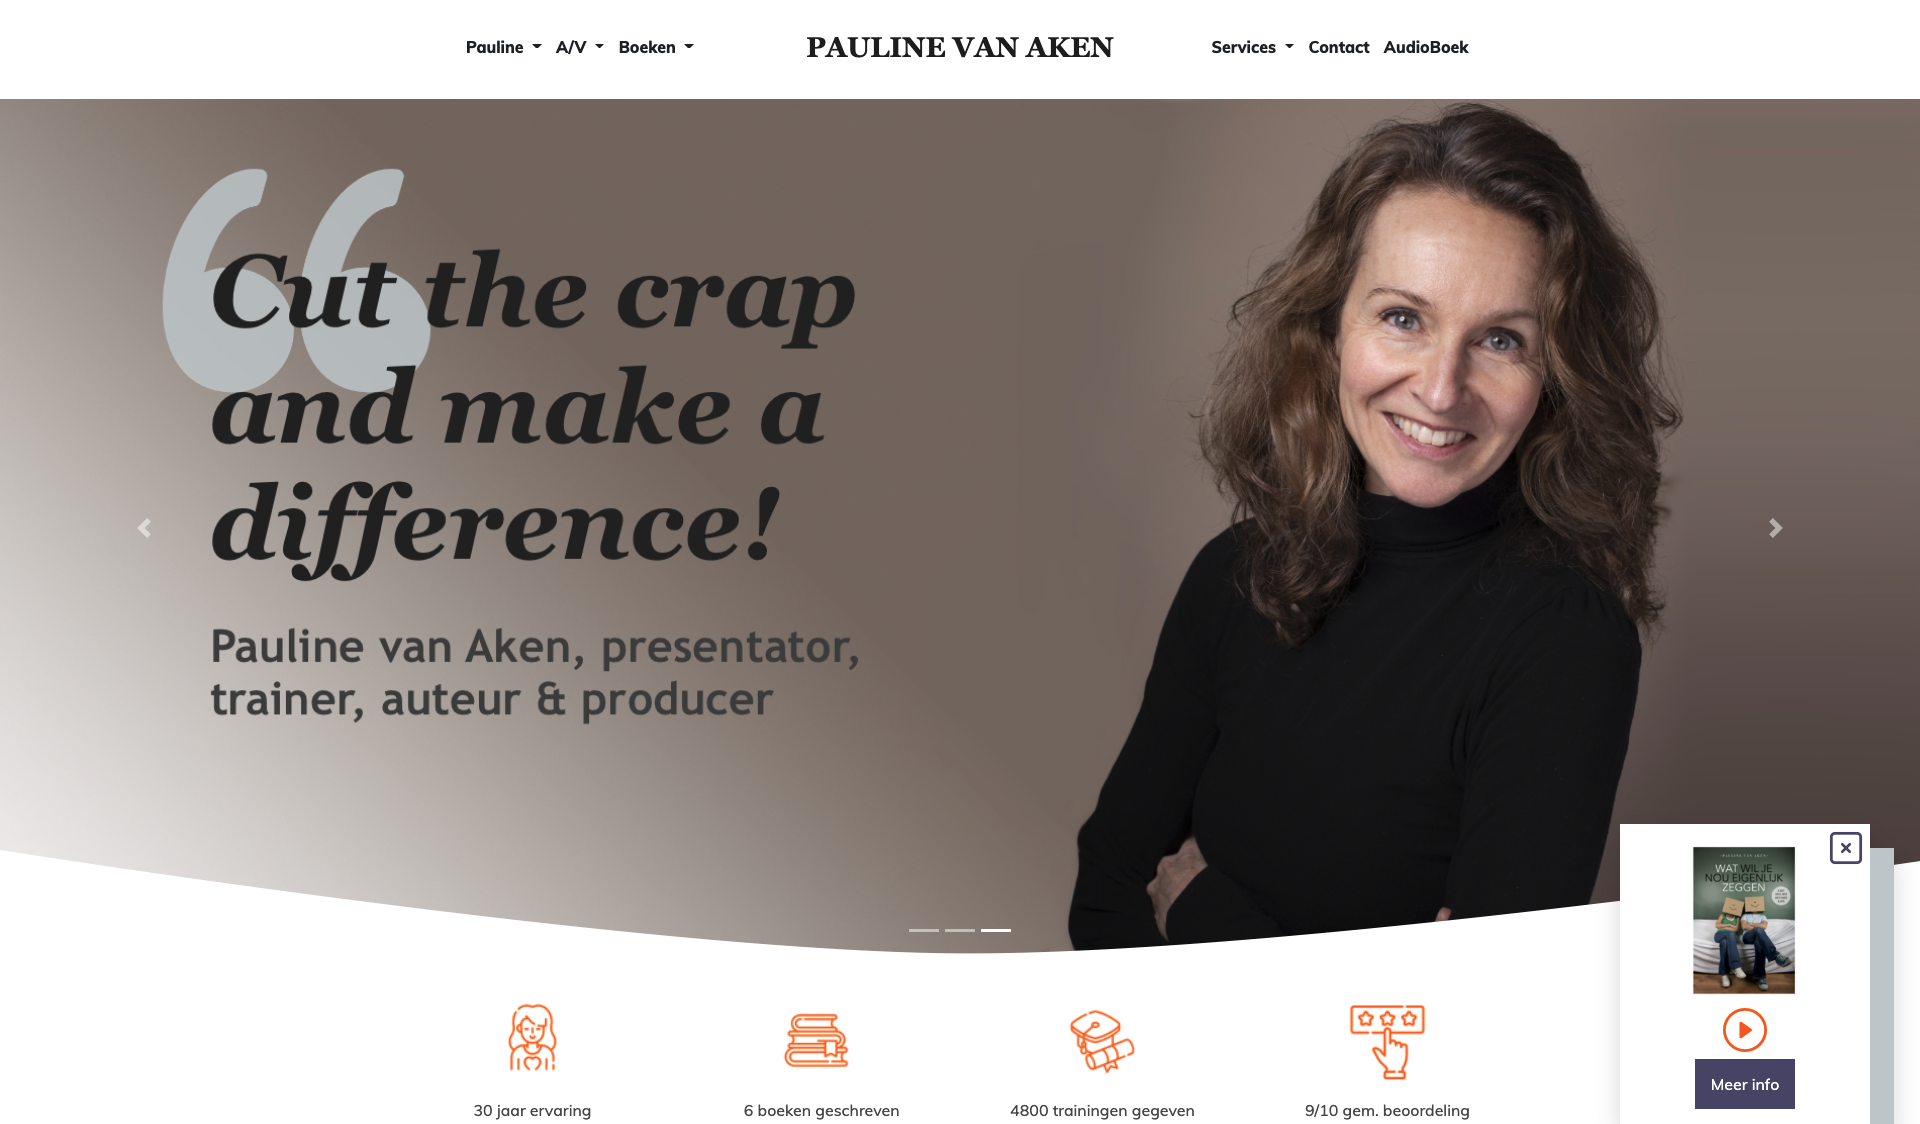 Pauline A/V Boeken PAULINE VAN AKEN Services Contact AudioBoek
“
Cut the crap
and make a
difference!
Pauline van Aken, presentator,
trainer, auteur & producer
PAULINE VAN AKEN
WAT WIL JE
NOU EIGENLIJK
ZEGGEN
Meer info
30 jaar ervaring
6 boeken geschreven
4800 trainingen gegeven
9/10 gem. beoordeling